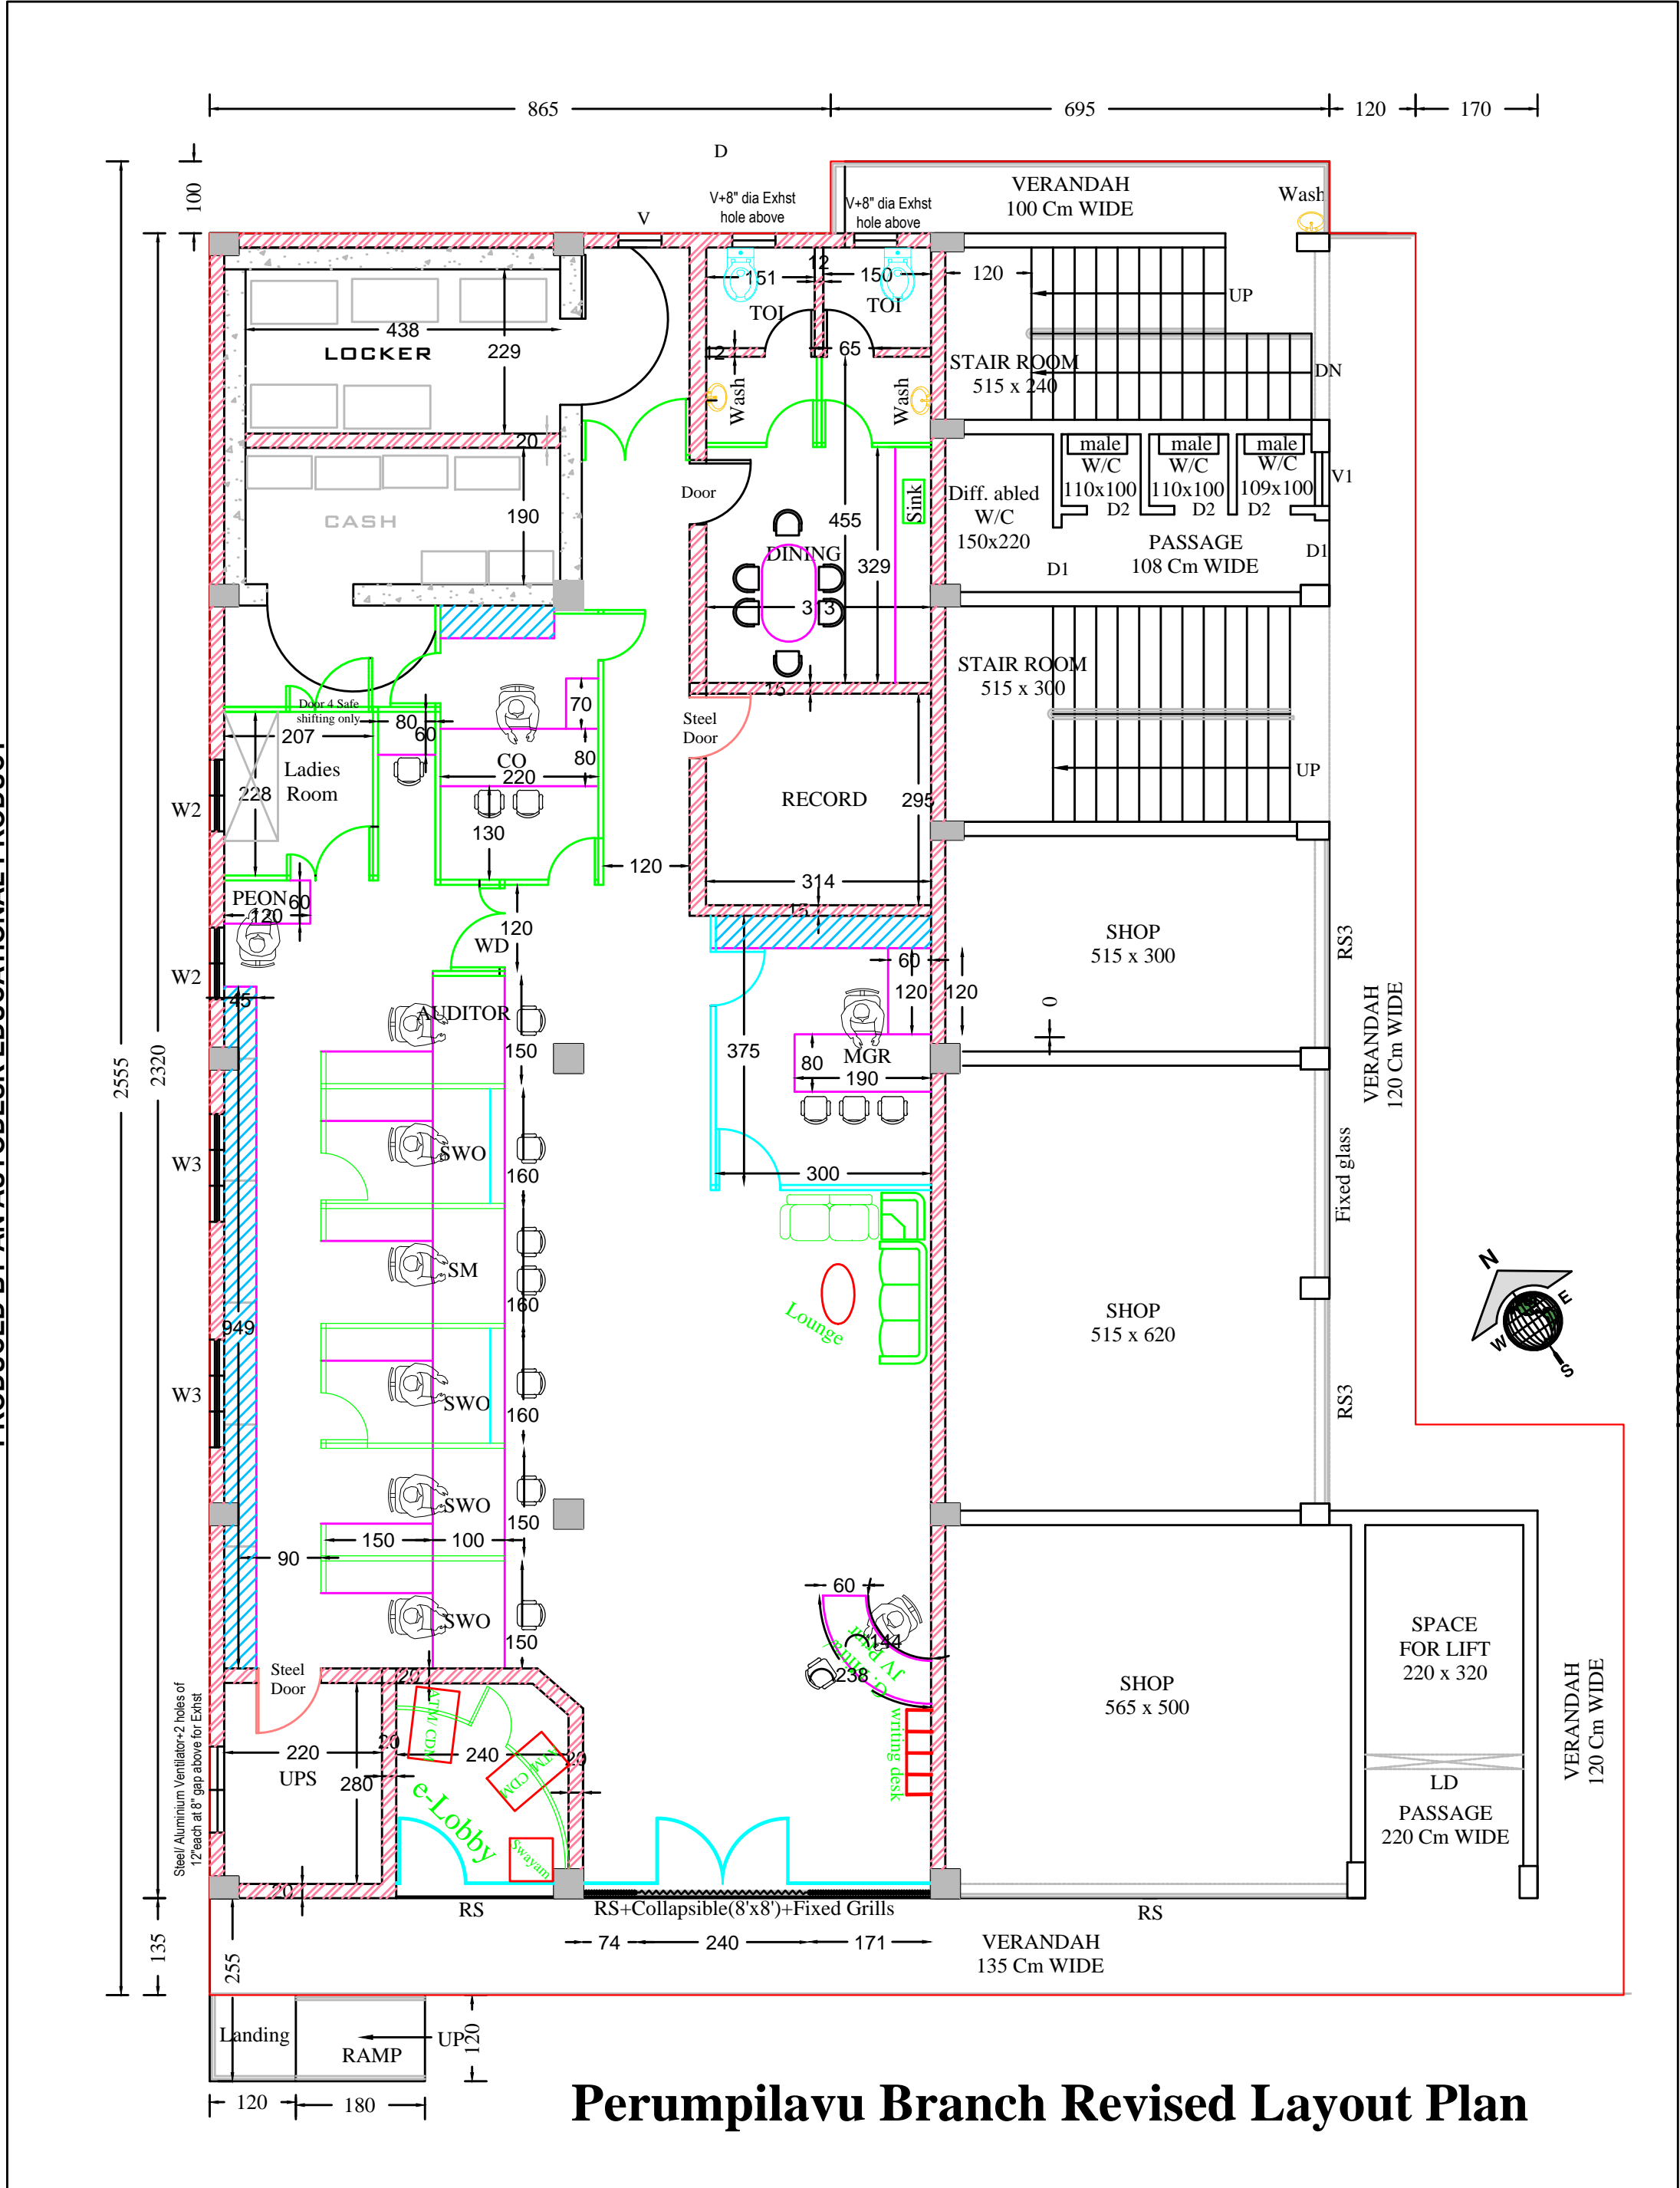 865
695
120
170
D
100
VERANDAH
100 Cm WIDE
Wash
V+8" dia Exhst
hole above
V+8" dia Exhst
hole above
V
151
12
150
TOI
TOI
120
UP
438
LOCKER
229
12
65
STAIR ROOM
515 x 240
DN
Wash
Wash
20
male
W/C
110x100
D2
male
W/C
110x100
D2
male
W/C
109x100
D2
V1
Door
Sink
Diff. abled
W/C
150x220
CASH
190
455
DINING
329
313
PASSAGE
108 Cm WIDE
D1
D1
STAIR ROOM
515 x 300
15
Door 4 Safe
shifting only
80
60
70
207
Steel
Door
CO
220
80
Ladies
Room
228
W2
130
RECORD
295
UP
120
314
15
PEON
60
120
120
WD
W2
45
SHOP
515 x 300
RS3
60
120
120
0
AUDITOR
150
375
80
MGR
190
VERANDAH
120 Cm WIDE
2555
2320
W3
SWO
160
300
Fixed glass
N
E
W
S
SM
160
Lounge
SHOP
515 x 620
949
W3
SWO
160
RS3
SWO
150
150
100
90
60
SWO
150
144
238
JV Pillar
SPACE
FOR LIFT
220 x 320
Steel
Door
20
SHOP
565 x 500
VERANDAH
120 Cm WIDE
Steel/ Aluminium Ventilator+2 holes of
12"each at 8" gap above for Exhst
ATM/ CDM
writing desk
220
20
240
ATM/ CDM
20
UPS
280
e-Lobby
LD
PASSAGE
220 Cm WIDE
Swayam
20
RS
RS+Collapsible(8'x8')+Fixed Grills
RS
135
255
74
240
171
VERANDAH
135 Cm WIDE
Landing
RAMP
UP
120
120
180
Perumpilavu Branch Revised Layout Plan